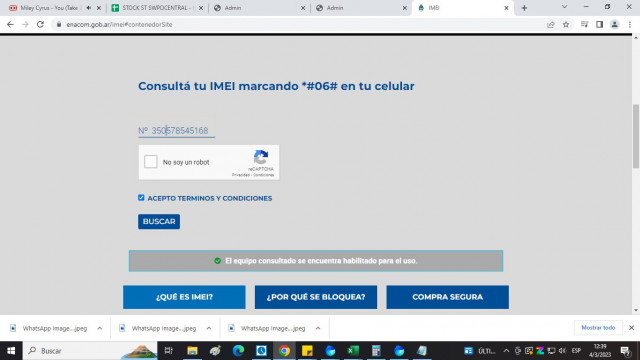 Miley Cyrus - You (Take
STOCK ST SWPOCENTRAL -
Admin
Admin
IMEI
enacom.gob.ar/imei#contenedorSite
Consultá tu IMEI marcando *#06# en tu celular
Nº 350578545168
No soy un robot
reCAPTCHA
Privacidad - Condiciones
ACEPTO TERMINOS Y CONDICIONES
BUSCAR
El equipo consultado se encuentra habilitado para el uso.
¿QUÉ ES IMEI?
¿POR QUÉ SE BLOQUEA?
COMPRA SEGURA
WhatsApp Image....jpeg
WhatsApp Image....jpeg
WhatsApp Image....jpeg
Mostrar todo
Buscar
ÚLTI...
ESP
12:39
4/3/2023